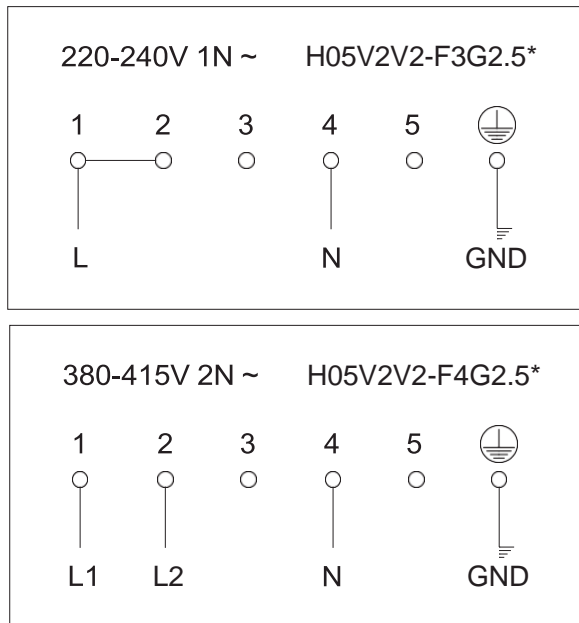 220-240V 1N ~ H05V2V2-F3G2.5*
1 2 3 4 5
L N GND
380-415V 2N ~ H05V2V2-F4G2.5*
1 2 3 4 5
L1 L2 N GND